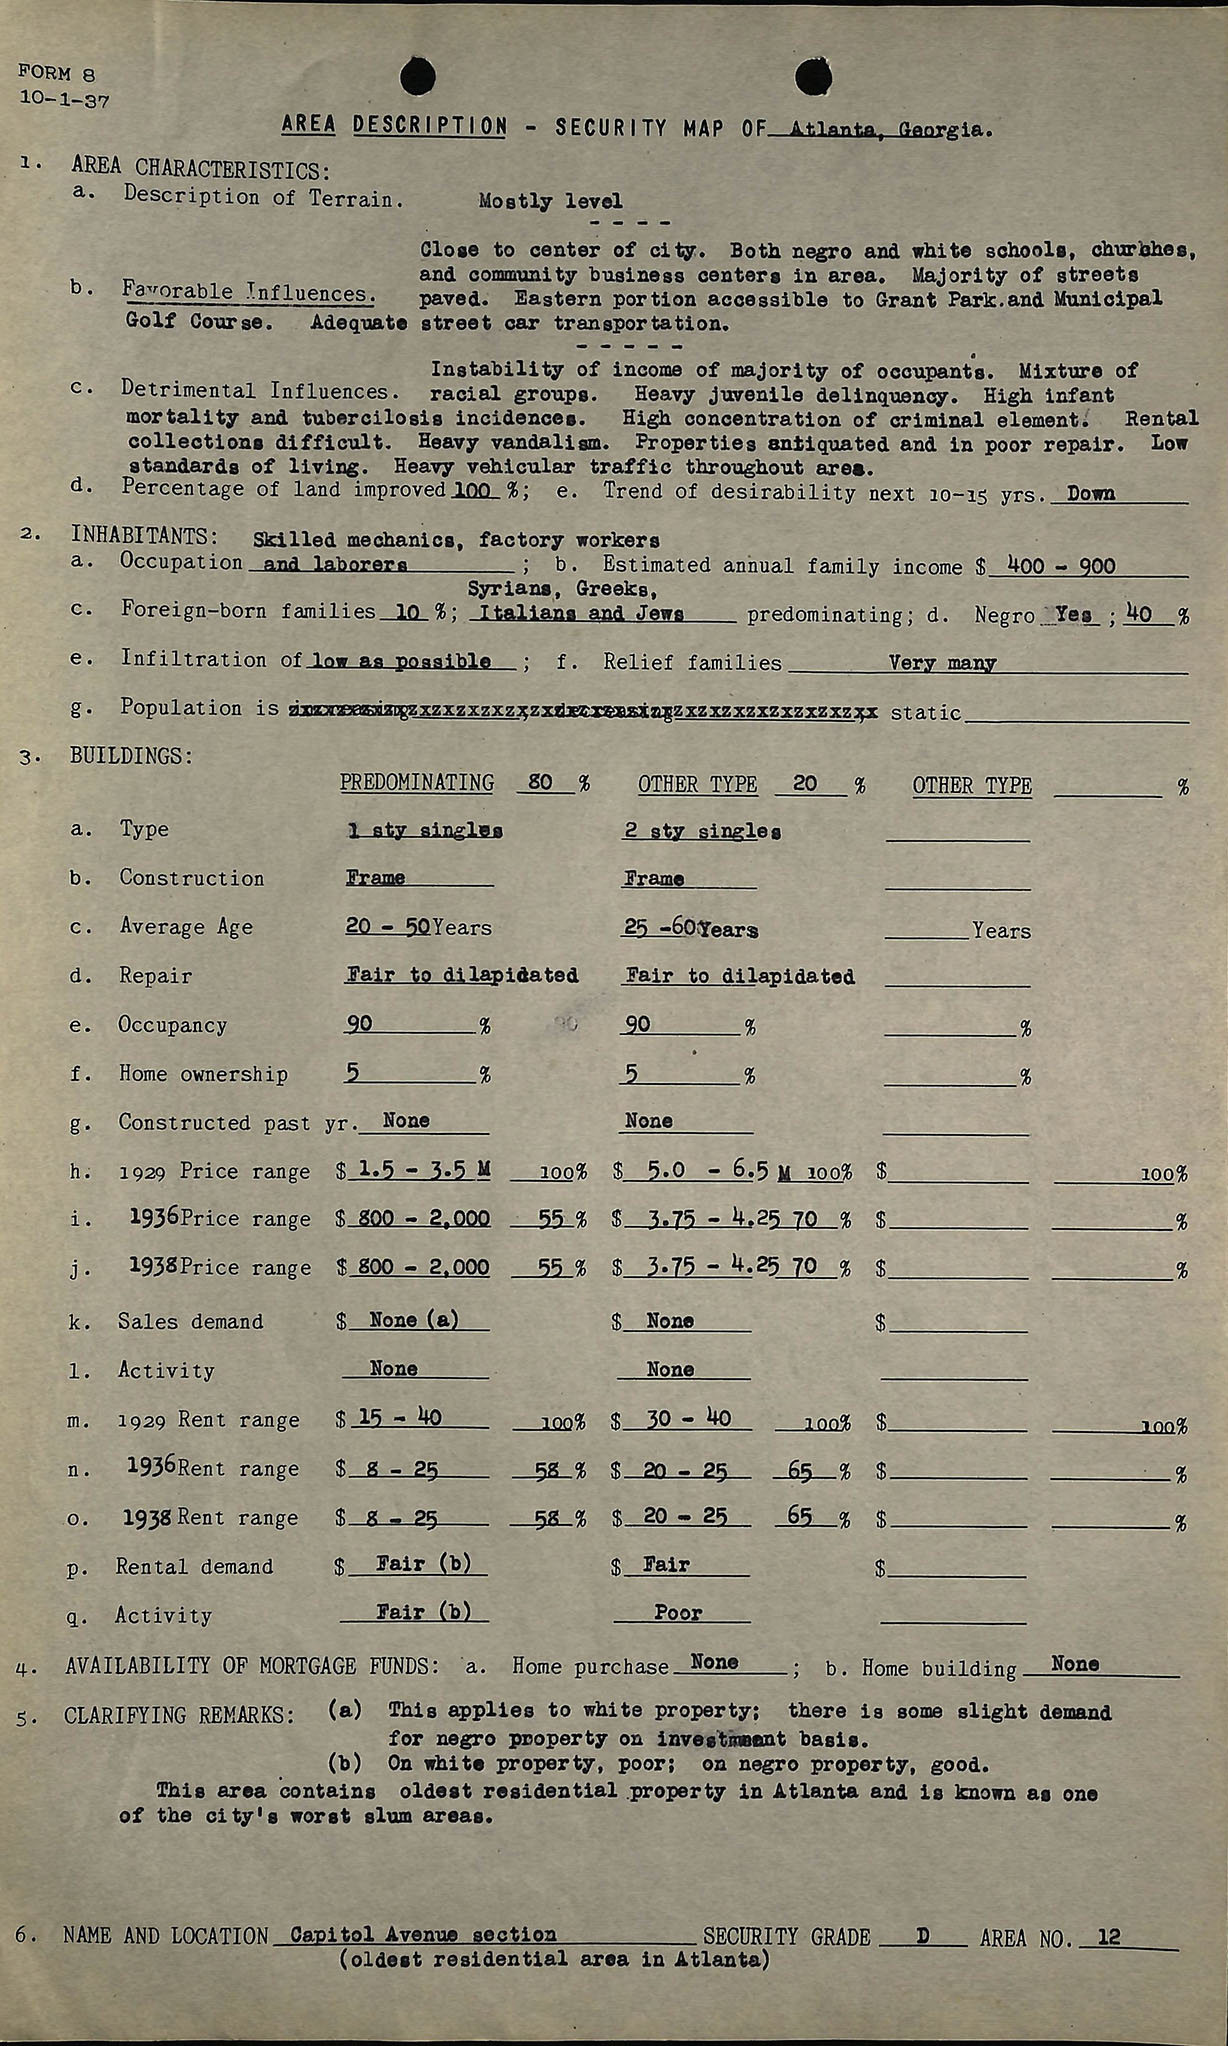 FORM 8
10-1-37
AREA DESCRIPTION - SECURITY MAP OF Atlanta, Georgia.
1. AREA CHARACTERISTICS:
a. Description of Terrain. Mostly level
- - - -
Close to center of city. Both negro and white schools, churbhes,
and community business centers in area. Majority of streets
b. Favorable Influences. paved. Eastern portion accessible to Grant Park.and Municipal
Golf Course. Adequate street car transportation.
- - - - -
Instability of income of majority of occupants. Mixture of
c. Detrimental Influences. racial groups. Heavy juvenile delinquency. High infant
mortality and tubercilosis incidences. High concentration of criminal element. Rental
collections difficult. Heavy vandalism. Properties antiquated and in poor repair. Low
standards of living. Heavy vehicular traffic throughout area.
d. Percentage of land improved 100 %; e. Trend of desirability next 10-15 yrs. Down
2. INHABITANTS: Skilled mechanics, factory workers
a. Occupation and laborers ; b. Estimated annual family income $ 400 - 900
Syrians, Greeks,
c. Foreign-born families 10 %; Italians and Jews predominating; d. Negro Yes ; 40 %
e. Infiltration of low as possible ; f. Relief families Very many
g. Population is static
3. BUILDINGS:
PREDOMINATING 80 % OTHER TYPE 20 % OTHER TYPE %
a. Type 1 sty singles 2 sty singles
b. Construction Frame Frame
c. Average Age 20 - 50 Years 25 -60 Years Years
d. Repair Fair to dilapidated Fair to dilapidated
e. Occupancy 90 % 90 90 % %
f. Home ownership 5 % 5 % %
g. Constructed past yr. None None
h. 1929 Price range $ 1.5 - 3.5 M 100% $ 5.0 - 6.5 M 100% $ 100%
i. 1936 Price range $ 800 - 2,000 55 % $ 3.75 - 4.25 70 % $ %
j. 1938 Price range $ 800 - 2,000 55 % $ 3.75 - 4.25 70 % $ %
k. Sales demand $ None (a) $ None $
l. Activity None None
m. 1929 Rent range $ 15 - 40 100% $ 30 - 40 100% $ 100%
n. 1936 Rent range $ 8 - 25 58 % $ 20 - 25 65 % $ %
o. 1938 Rent range $ 8 - 25 58 % $ 20 - 25 65 % $ %
p. Rental demand $ Fair (b) $ Fair $
q. Activity Fair (b) Poor
4. AVAILABILITY OF MORTGAGE FUNDS: a. Home purchase None ; b. Home building None
5. CLARIFYING REMARKS: (a) This applies to white property; there is some slight demand
for negro property on investment basis.
(b) On white property, poor; on negro property, good.
This area contains oldest residential property in Atlanta and is known as one
of the city's worst slum areas.
6. NAME AND LOCATION Capitol Avenue section SECURITY GRADE D AREA NO. 12
(oldest residential area in Atlanta)